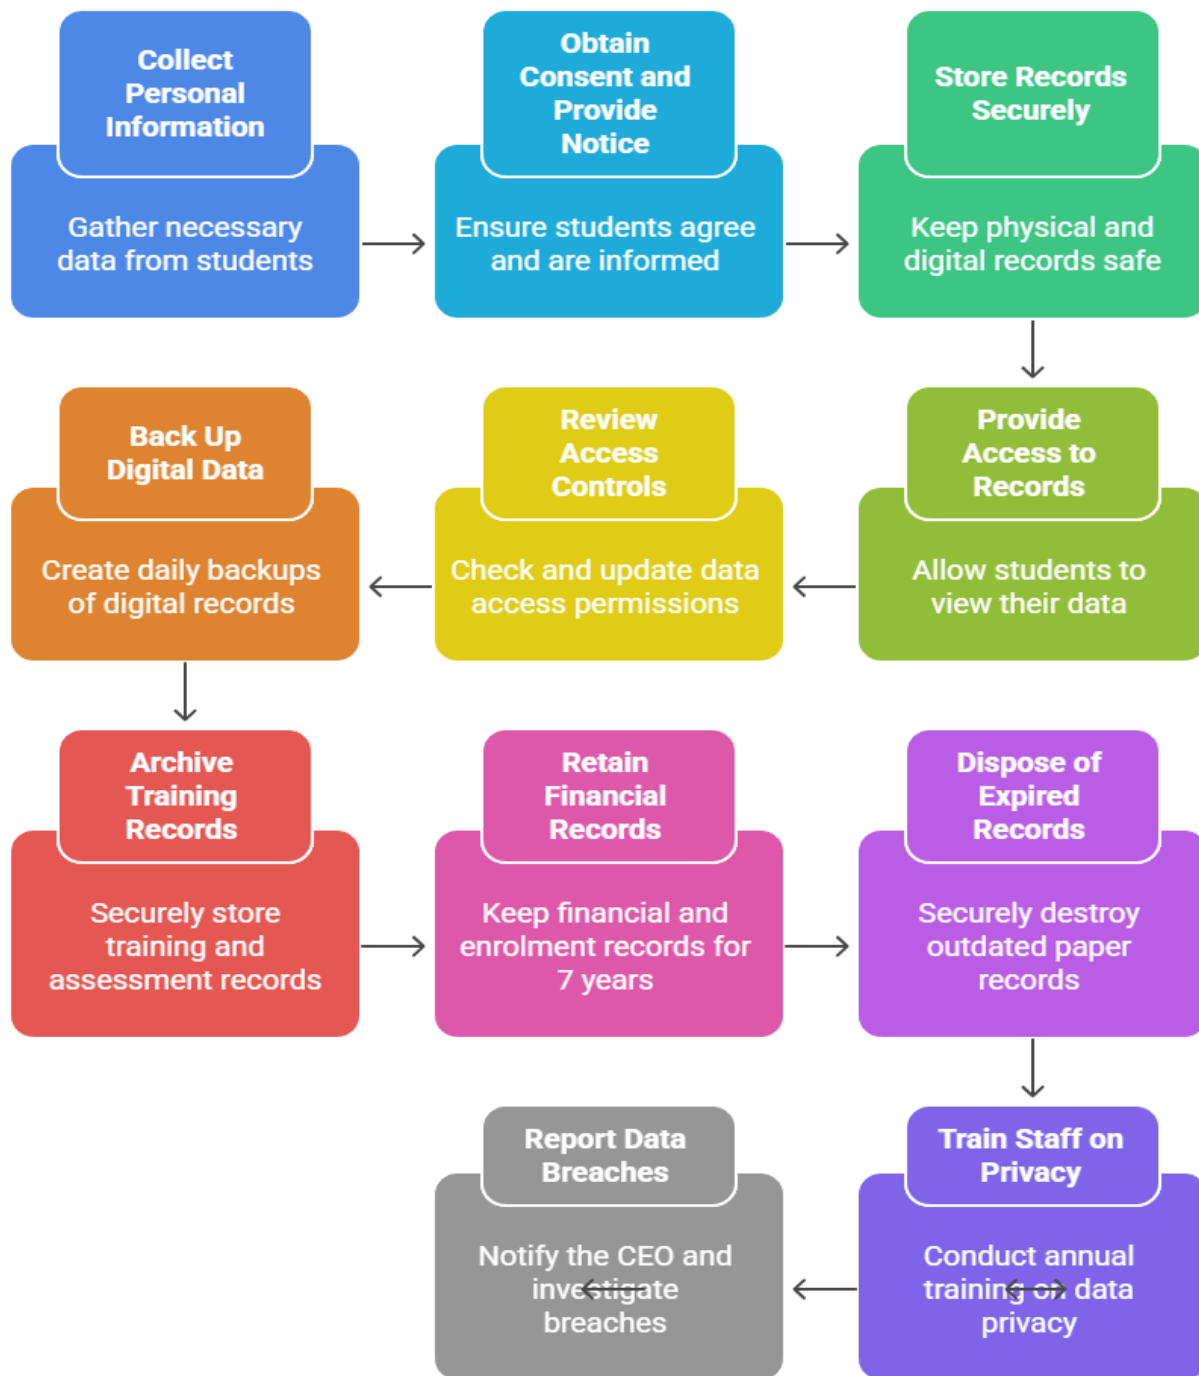 Collect
Personal
Information
Gather necessary
data from students
Obtain
Consent and
Provide
Notice
Ensure students agree
and are informed
Store Records
Securely
Keep physical and
digital records safe
Provide
Access to
Records
Allow students to
view their data
Review
Access
Controls
Check and update data
access permissions
Back Up
Digital Data
Create daily backups
of digital records
Archive
Training
Records
Securely store
training and
assessment records
Retain
Financial
Records
Keep financial and
enrolment records for
7 years
Dispose of
Expired
Records
Securely destroy
outdated paper
records
Train Staff on
Privacy
Conduct annual
training on data
privacy
Report Data
Breaches
Notify the CEO and
investigate
breaches